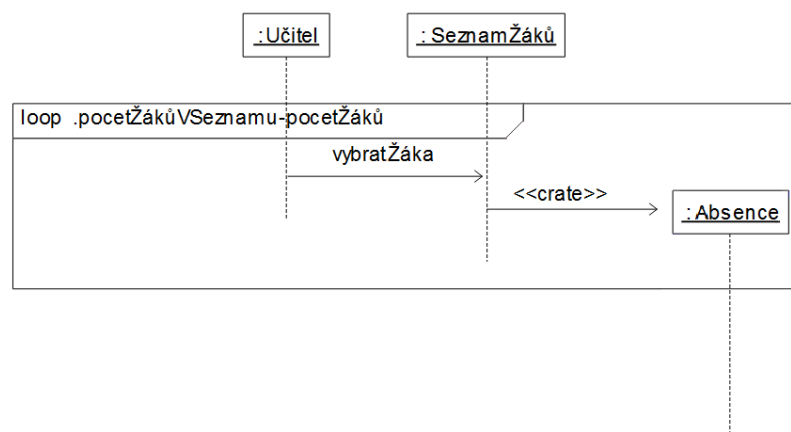 :Učitel
:SeznamŽáků
loop .pocetŽákůVSeznamu-pocetŽáků
vybratŽáka
<<crate>>
:Absence